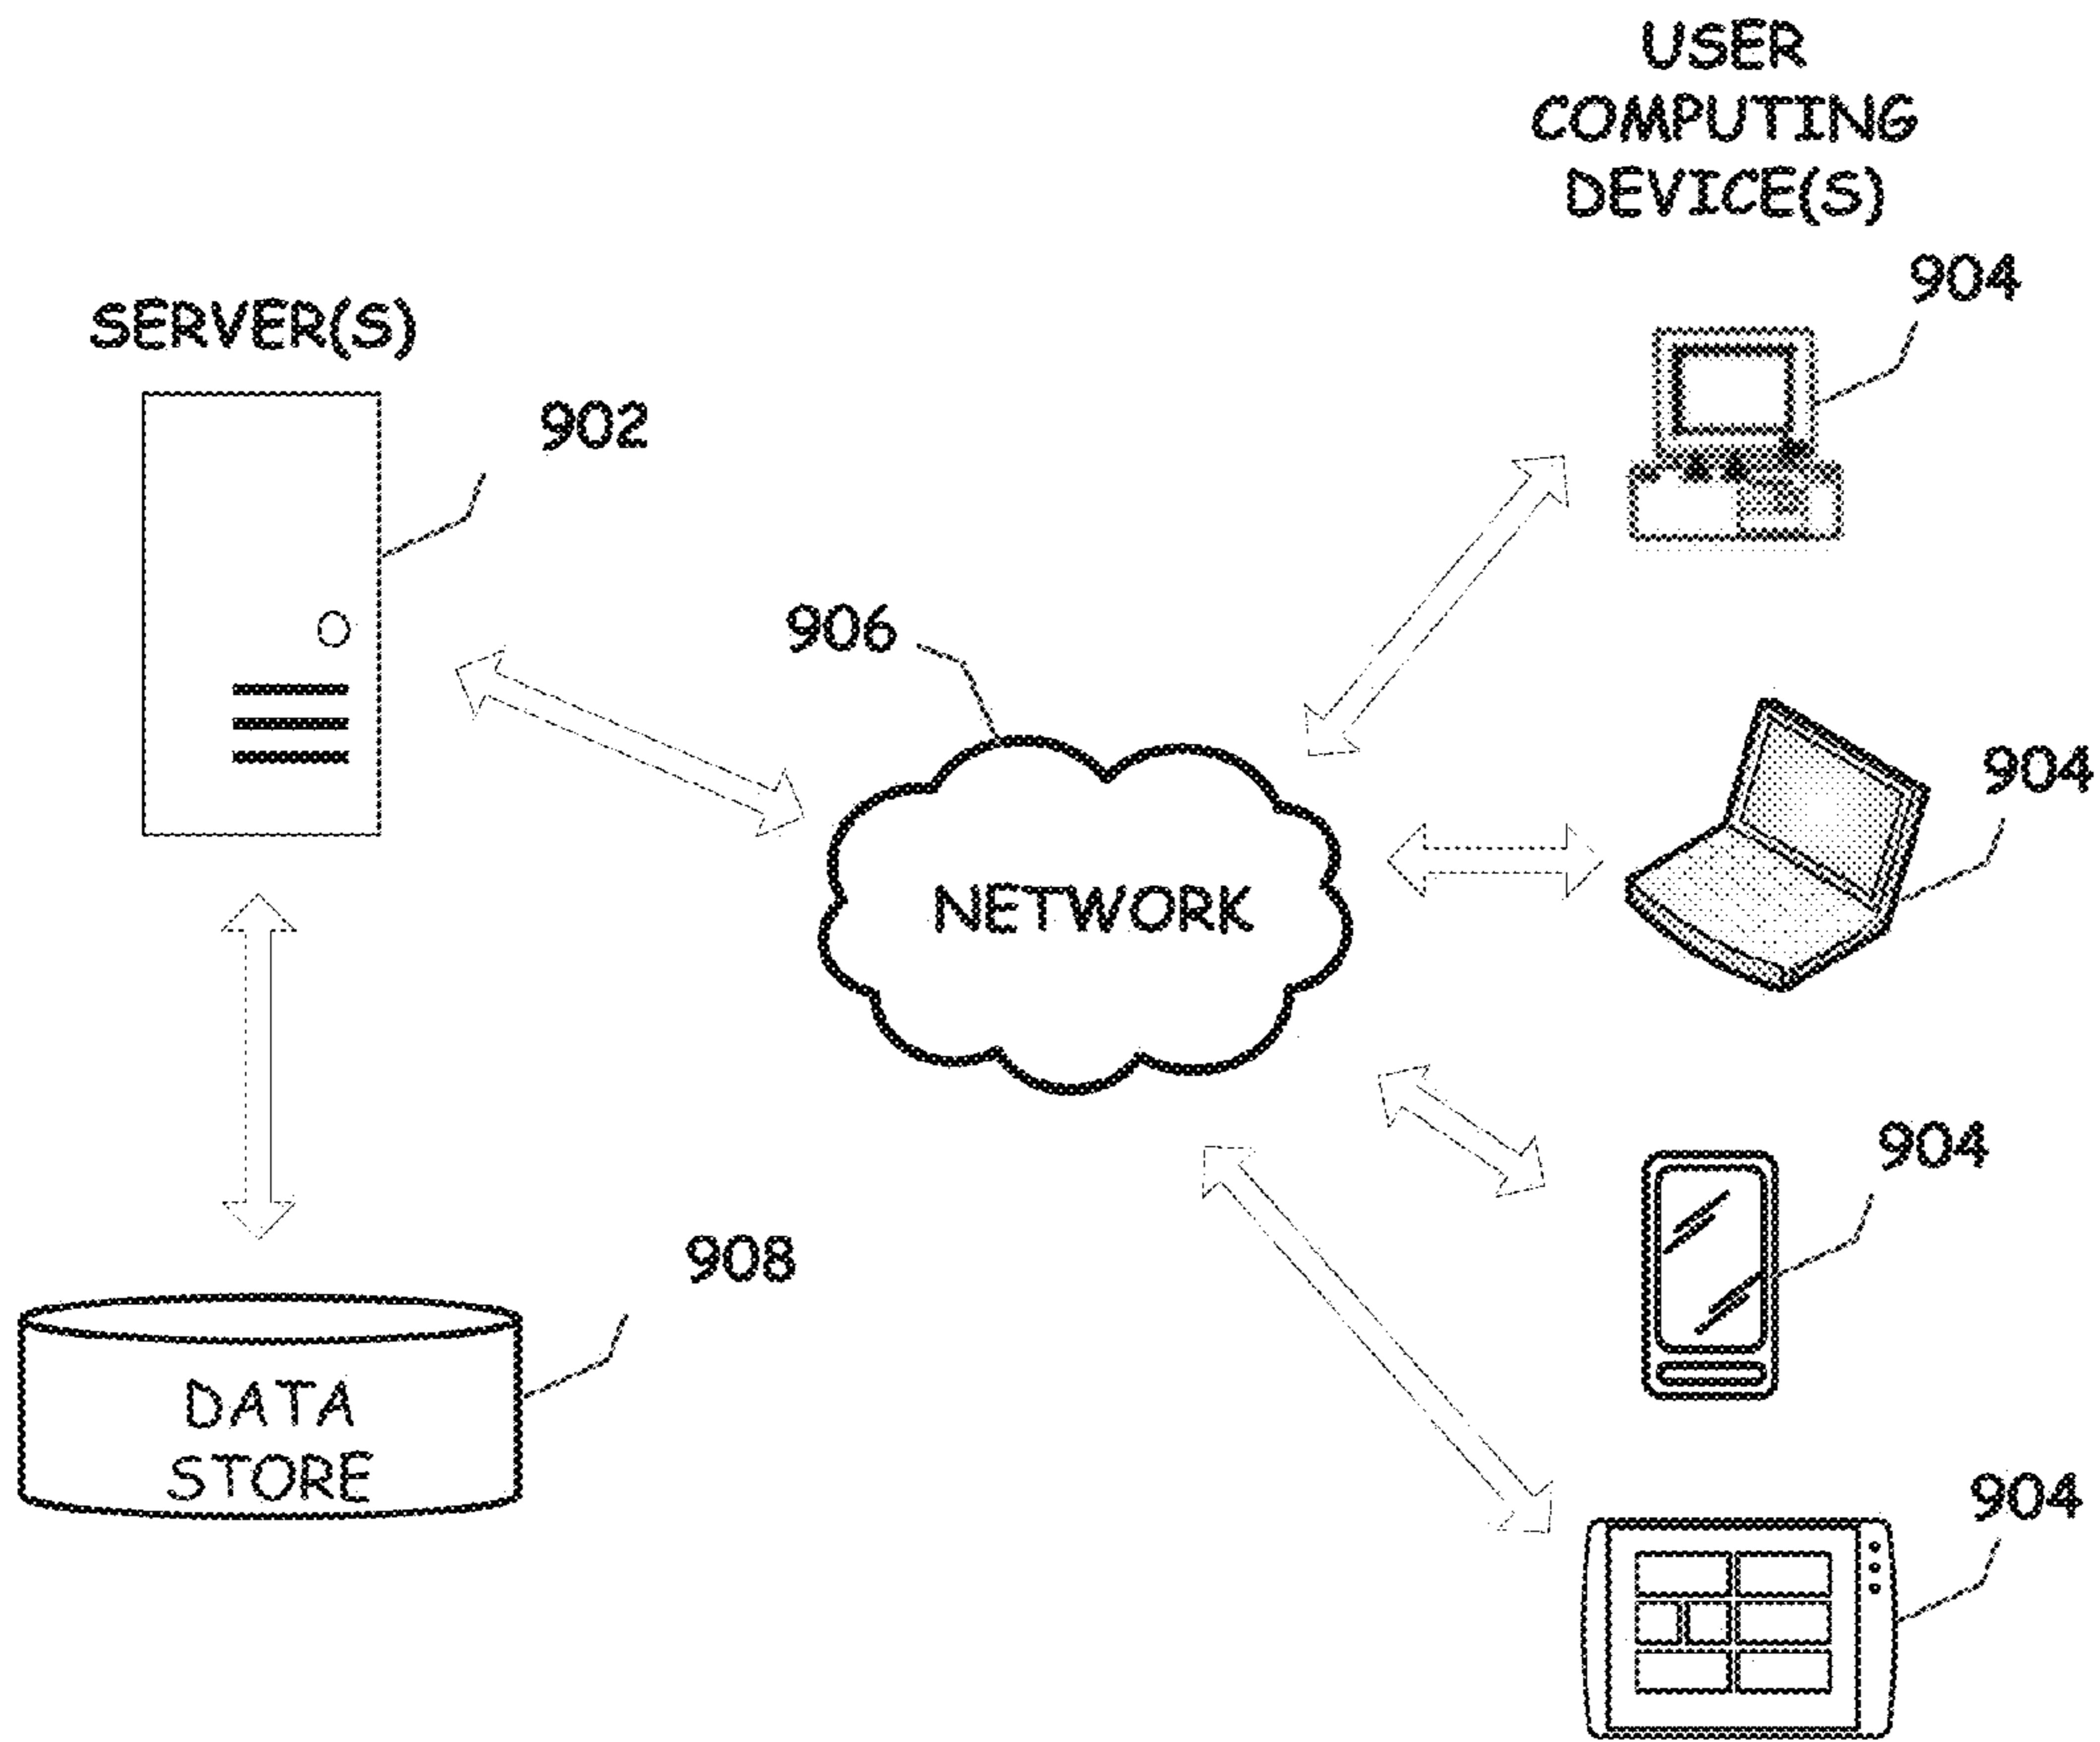 USER
COMPUTING
DEVICE(S)
904
SERVER(S)
902
906
904
NETWORK
904
908
DATA
STORE
904